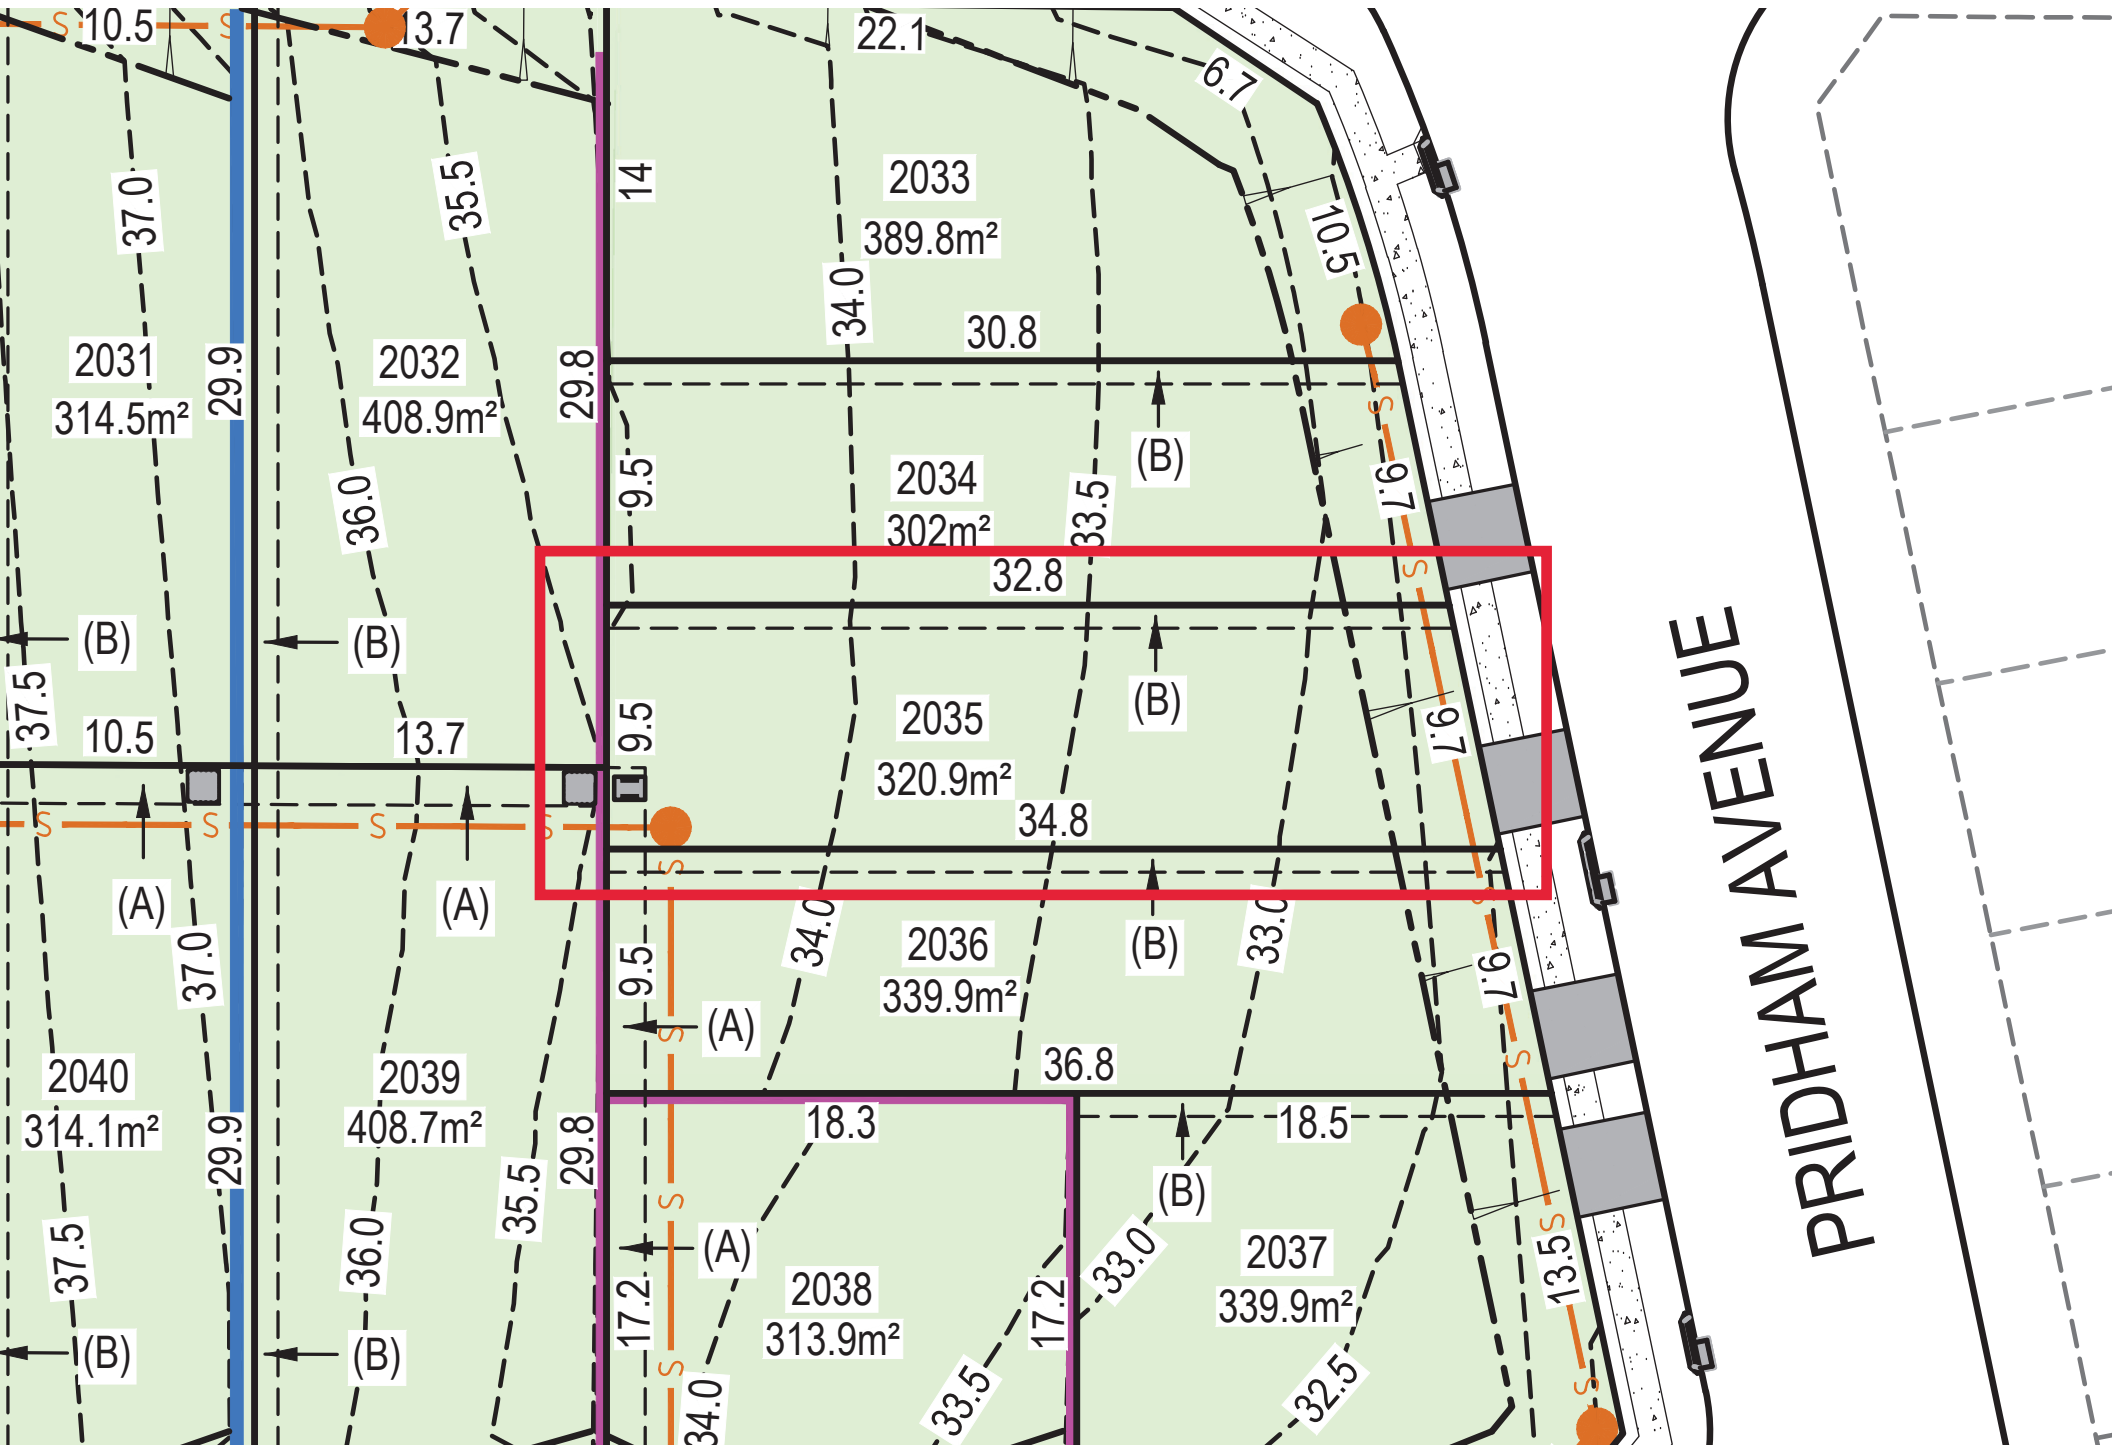 S
10.5
S
13.7
22.1
6.7
37.0
35.5
14
2033
389.8m²
10.5
34.0
30.8
2031
314.5m²
29.9
2032
408.9m²
29.8
S
(B)
9.5
2034
302m²
33.5
9.7
36.0
S
32.8
(B)
(B)
37.5
10.5
13.7
9.5
2035
320.9m²
(B)
9.7
34.8
PRIDHAM AVENUE
S
S
S
S
S
S
(A)
(A)
37.0
9.5
34.0
2036
339.9m²
(B)
33.0
9.7
(A)
S
36.8
S
2040
314.1m²
29.9
2039
408.7m²
29.8
18.3
18.5
35.5
S
(B)
S
37.5
36.0
(A)
33.0
2037
339.9m²
13.5
2038
313.9m²
17.2
17.2
(B)
(B)
S
34.0
33.5
32.5
S